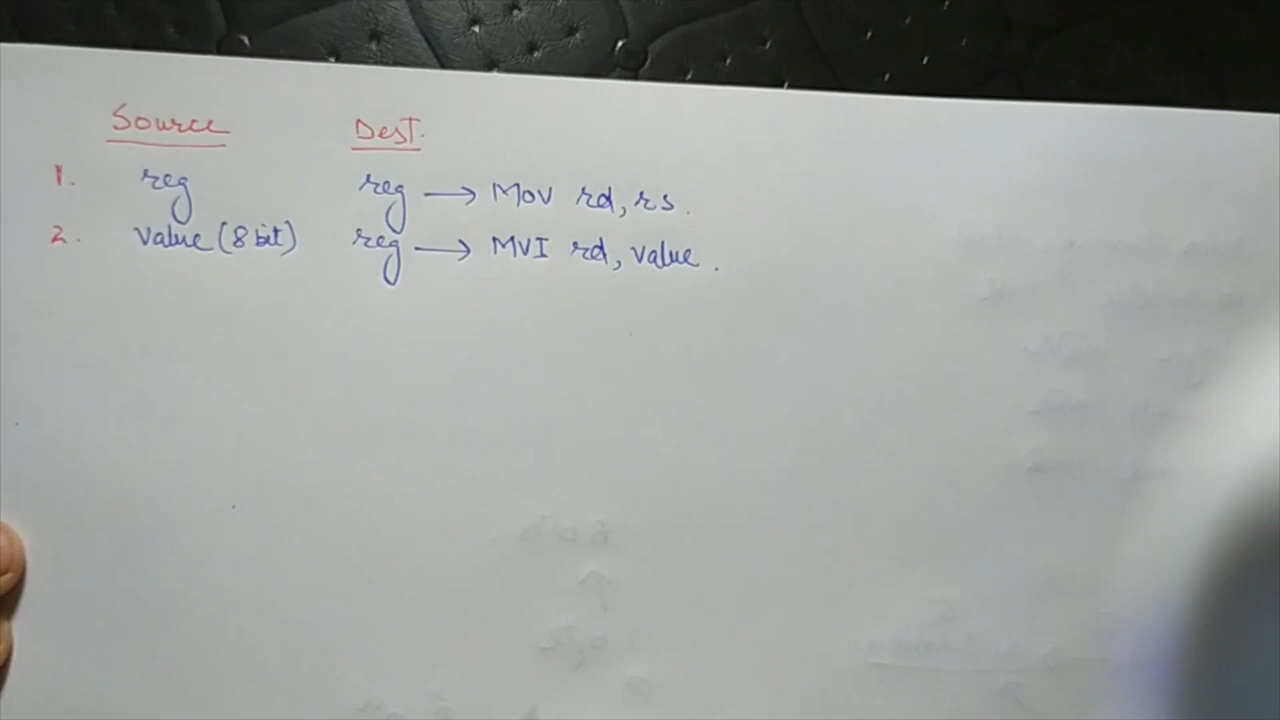 Source Dest.
1. reg reg → Mov rd, rs.
2. value (8 bit) reg → MVI rd, value.